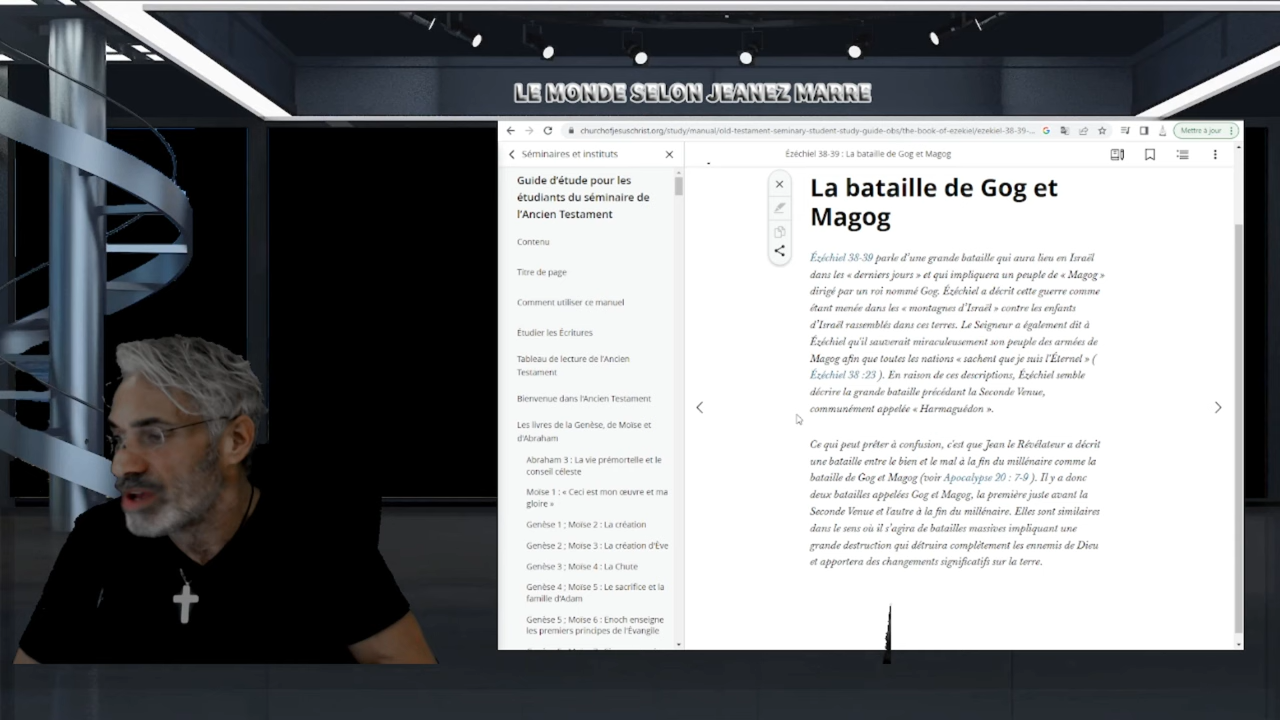 LE MONDE SELON JEANEZ MARRE
churchofjesuschrist.org/study/manual/old-testament-seminary-student-study-guide-obs/the-book-of-ezekiel/ezekiel-38-39-...
Mettre à jour
Séminaires et instituts
Ézéchiel 38-39 : La bataille de Gog et Magog
Guide d'étude pour les
étudiants du séminaire de
l'Ancien Testament
Contenu
Titre de page
Comment utiliser ce manuel
Étudier les Écritures
Tableau de lecture de l'Ancien
Testament
Bienvenue dans l'Ancien Testament
Les livres de la Genèse, de Moïse et
d'Abraham
Abraham 3 : La vie prémortelle et le
conseil céleste
Moïse 1 : « Ceci est mon œuvre et ma
gloire »
Genèse 1 ; Moïse 2 : La création
Genèse 2 ; Moïse 3 : La création d'Ève
Genèse 3 ; Moïse 4 : La Chute
Genèse 4 ; Moïse 5 : Le sacrifice et la
famille d'Adam
Genèse 5 ; Moïse 6 : Enoch enseigne
les premiers principes de l'Évangile
La bataille de Gog et
Magog
Ézéchiel 38-39 parle d'une grande bataille qui aura lieu en Israël
dans les « derniers jours » et qui impliquera un peuple de « Magog »
dirigé par un roi nommé Gog. Ézéchiel a décrit cette guerre comme
étant menée dans les « montagnes d'Israël » contre les enfants
d'Israël rassemblés dans ces terres. Le Seigneur a également dit à
Ézéchiel qu'il sauverait miraculeusement son peuple des armées de
Magog afin que toutes les nations « sachent que je suis l'Éternel » (
Ézéchiel 38 :23 ). En raison de ces descriptions, Ézéchiel semble
décrire la grande bataille précédant la Seconde Venue,
communément appelée « Harmaguédon ».
Ce qui peut prêter à confusion, c'est que Jean le Révélateur a décrit
une bataille entre le bien et le mal à la fin du millénaire comme la
bataille de Gog et Magog (voir Apocalypse 20 : 7-9 ). Il y a donc
deux batailles appelées Gog et Magog, la première juste avant la
Seconde Venue et l'autre à la fin du millénaire. Elles sont similaires
dans le sens où il s'agira de batailles massives impliquant une
grande destruction qui détruira complètement les ennemis de Dieu
et apportera des changements significatifs sur la terre.